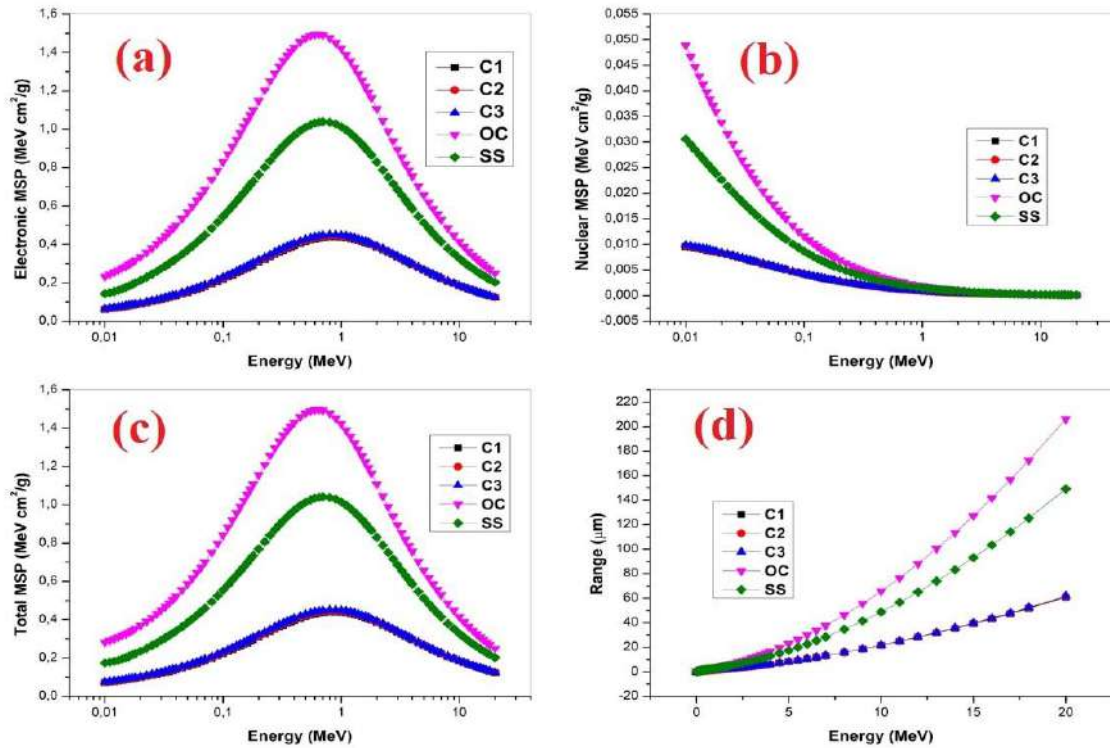 (a)
Electronic MSP (MeV cm²/g)
1,6
1,4
1,2
1,0
0,8
0,6
0,4
0,2
0,0
C1
C2
C3
OC
SS
0,01
0,1
1
10
Energy (MeV)
(b)
Nuclear MSP (MeV cm²/g)
0,055
0,050
0,045
0,040
0,035
0,030
0,025
0,020
0,015
0,010
0,005
0,000
-0,005
C1
C2
C3
OC
SS
0,01
0,1
1
10
Energy (MeV)
(c)
Total MSP (MeV cm²/g)
1,6
1,4
1,2
1,0
0,8
0,6
0,4
0,2
0,0
C1
C2
C3
OC
SS
0,01
0,1
1
10
Energy (MeV)
(d)
Range (μm)
220
200
180
160
140
120
100
80
60
40
20
0
-20
C1
C2
C3
OC
SS
0
5
10
15
20
Energy (MeV)